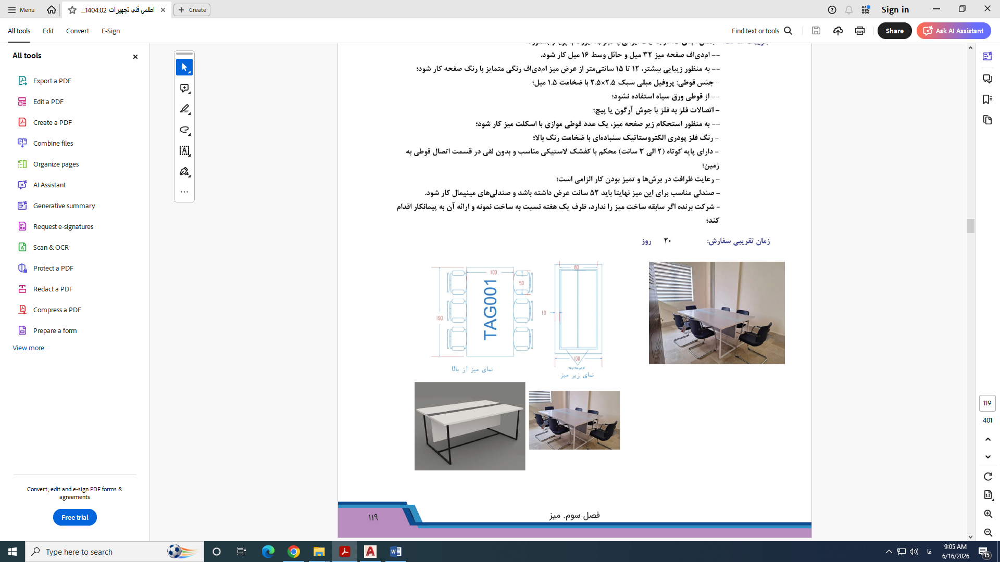 Menu
اطلس فنی تجهیزات 1404.02...
Create
Sign in
All tools
Edit
Convert
E-Sign
Find text or tools
Share
Ask AI Assistant
All tools
Export a PDF
Edit a PDF
Create a PDF
Combine files
Organize pages
AI Assistant
Generative summary
Request e-signatures
Scan & OCR
Protect a PDF
Redact a PDF
Compress a PDF
Prepare a form
View more
Convert, edit and e-sign PDF forms &
agreements
Free trial
-- ام‌دی‌اف صفحه میز ۳۲ میل و حائل وسط ۱۶ میل کار شود.
-- به منظور زیبایی بیشتر، ۱۲ تا ۱۵ سانتی‌متر از عرض میز ام‌دی‌اف رنگی متمایز با رنگ صفحه کار شود؛
- جنس قوطی: پروفیل مبلی سبک ۲.۵×۲.۵ با ضخامت ۱.۵ میل؛
-- از قوطی ورق سیاه استفاده نشود؛
- اتصالات فلز به فلز با جوش آرگون یا پیچ؛
-- به منظور استحکام زیر صفحه میز، یک عدد قوطی موازی با اسکلت میز کار شود؛
- رنگ فلز پودری الکتروستاتیک سنباده‌ای با ضخامت رنگ بالا؛
- دارای پایه کوتاه (۲ الی ۳ سانت) محکم با کفشک لاستیکی مناسب و بدون لقی در قسمت اتصال قوطی به
زمین؛
- رعایت ظرافت در برش‌ها و تمیز بودن کار الزامی است؛
- صندلی مناسب برای این میز نهایتا باید ۵۲ سانت عرض داشته باشد و صندلی‌های مینیمال کار شود.
- شرکت برنده اگر سابقه ساخت میز را ندارد، ظرف یک هفته نسبت به ساخت نمونه و ارائه آن به پیمانکار اقدام
کند؛
زمان تقریبی سفارش: ۲۰ روز
100
50
190
TAG001
نمای میز از بالا
80
10
100
نمای زیر میز
فصل سوم. میز
۱۱۹
119
401
Type here to search
فا
9:05 AM
6/16/2026
15